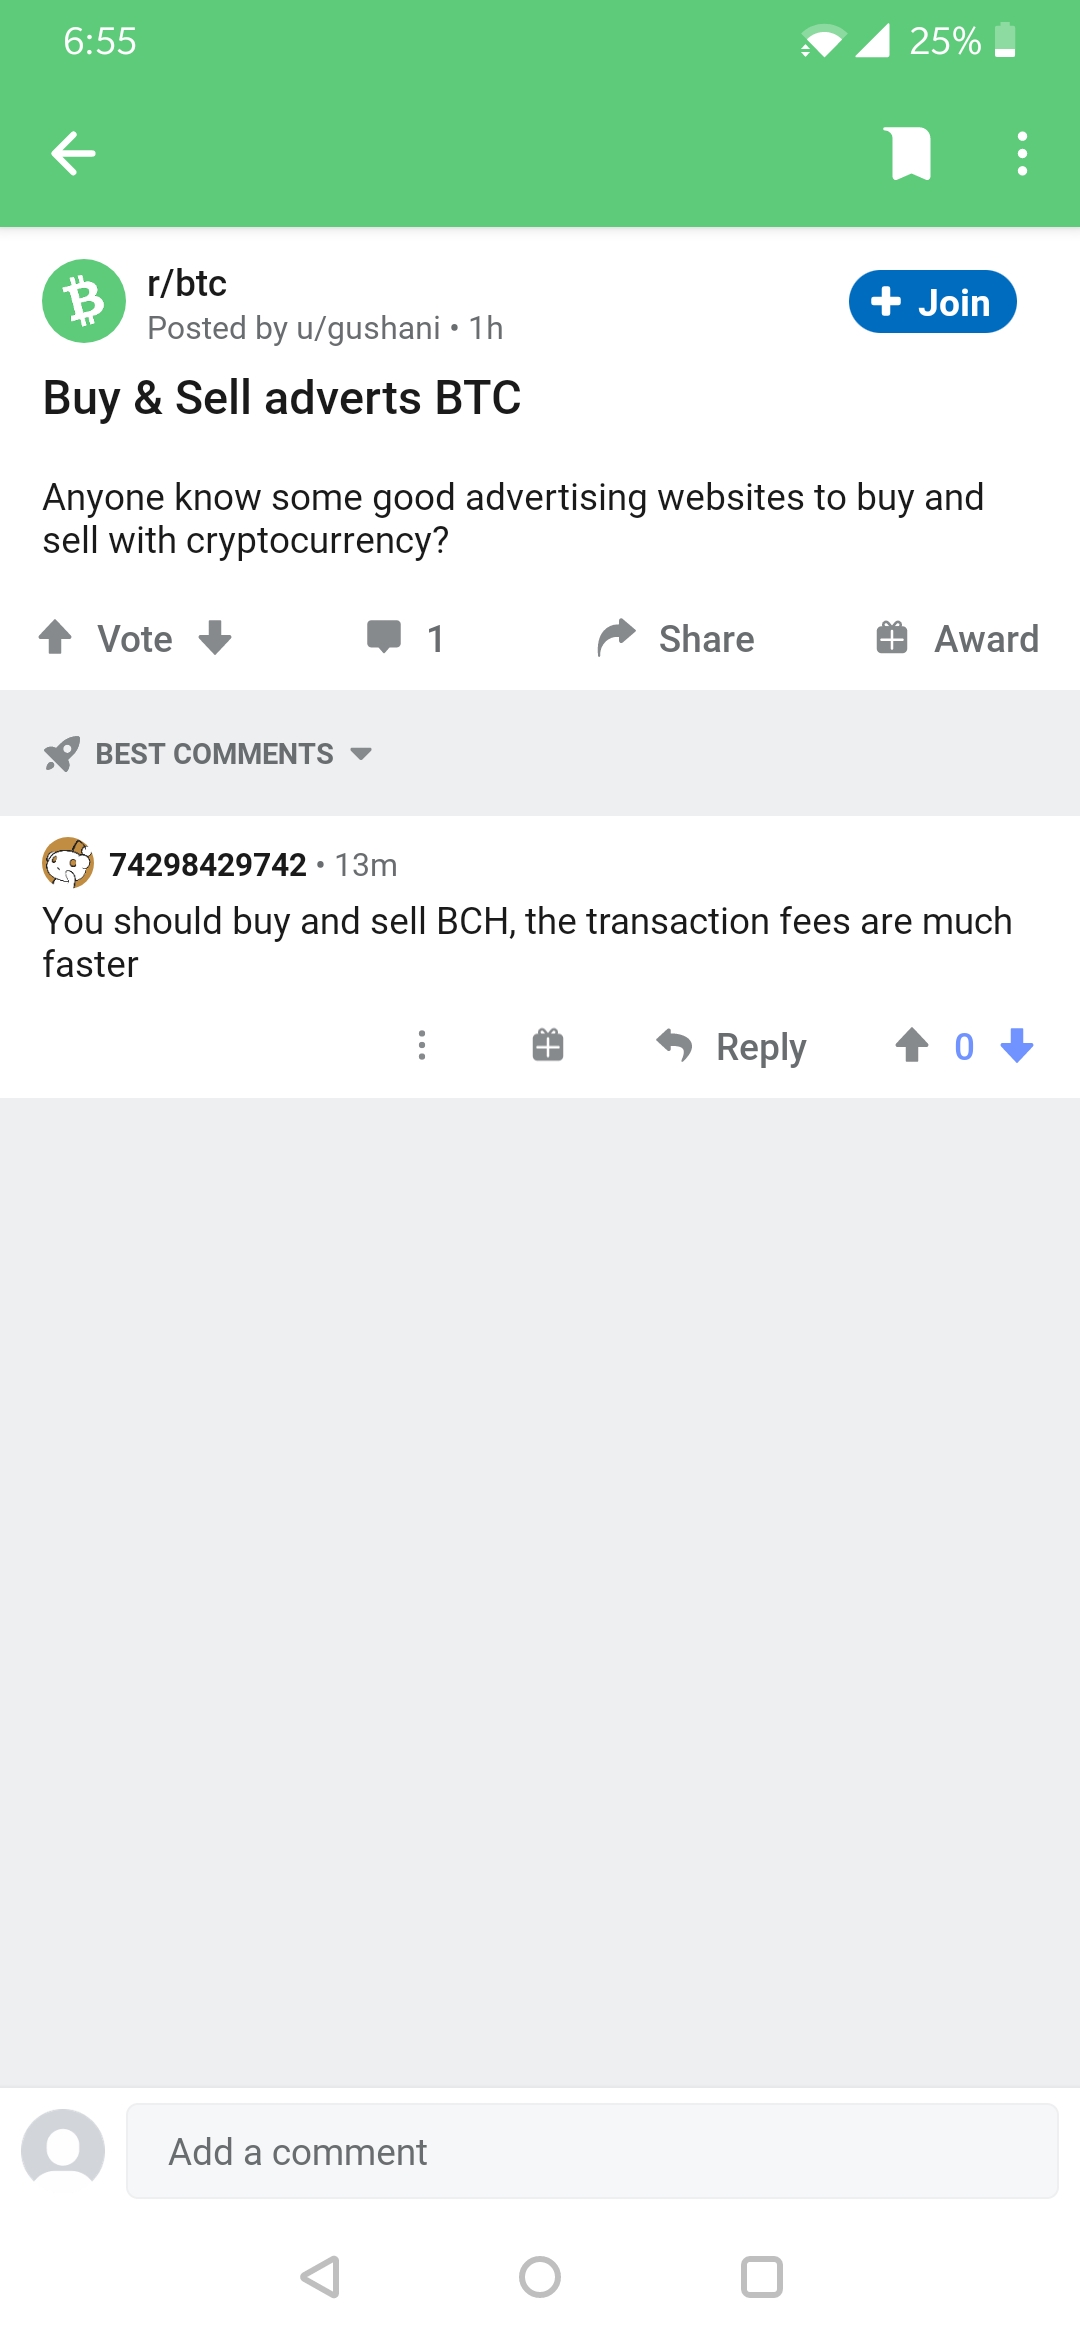 6:55
25%
r/btc
Posted by u/gushani • 1h
+ Join
Buy & Sell adverts BTC
Anyone know some good advertising websites to buy and
sell with cryptocurrency?
Vote
1
Share
Award
BEST COMMENTS
74298429742 • 13m
You should buy and sell BCH, the transaction fees are much
faster
Reply
0
Add a comment